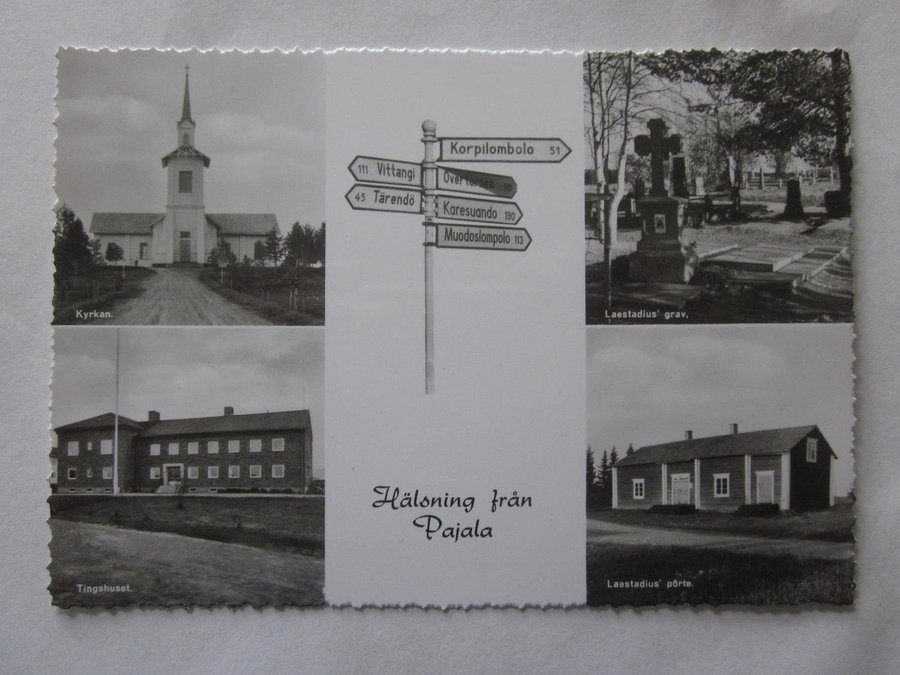 Kyrkan.
Korpilombolo 51
111 Vittangi
45 Tärendö
Karesuando 190
Muodoslompolo 113
Laestadius' grav.
Tingshuset.
Hälsning från
Pajala
Laestadius' pörte.